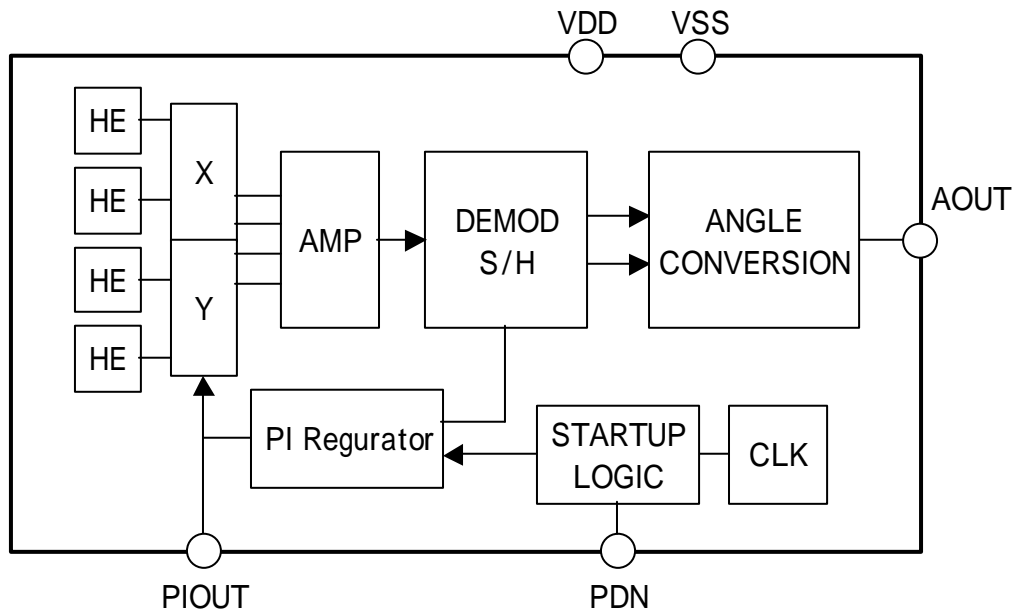 VDD
VSS
HE
HE
HE
HE
X
Y
AMP
DEMOD
S/H
ANGLE
CONVERSION
AOUT
PI Regurator
STARTUP
LOGIC
CLK
PIOUT
PDN